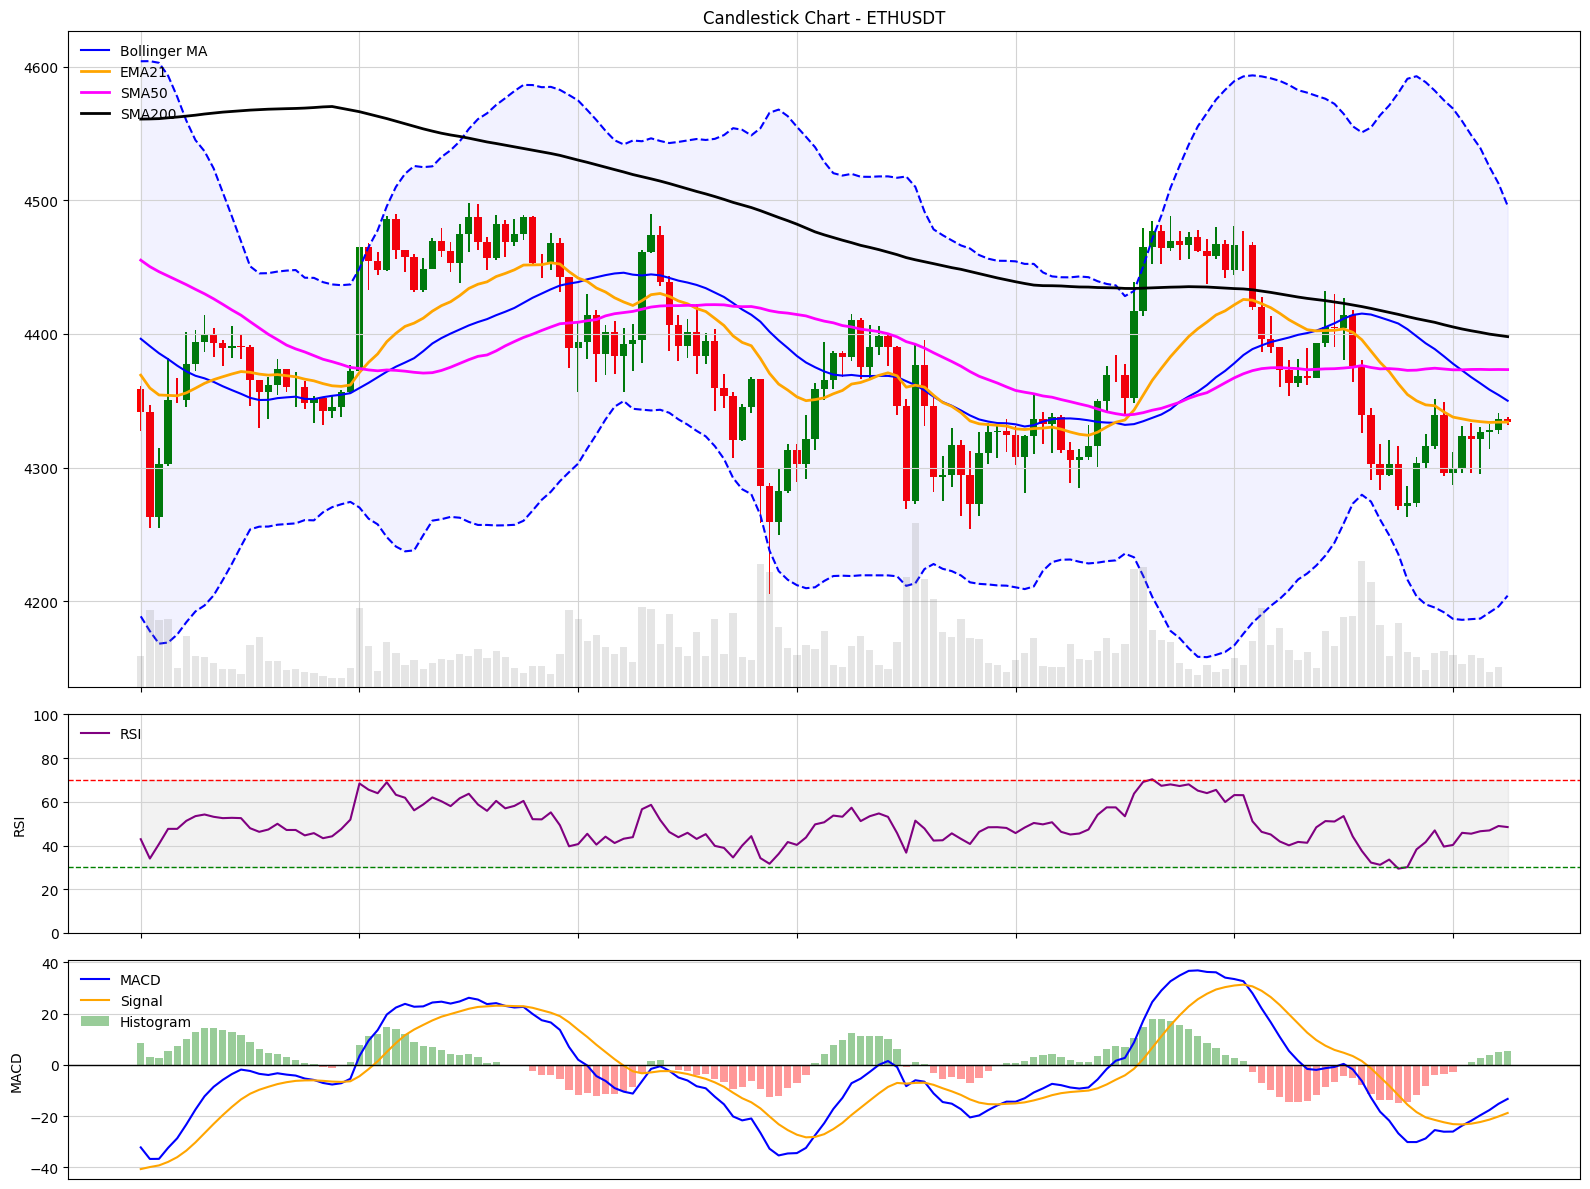 Candlestick Chart - ETHUSDT
Bollinger MA
EMA21
SMA50
SMA200
4600
4500
4400
4300
4200
RSI
100
80
60
40
20
0
RSI
MACD
Signal
Histogram
40
20
0
−20
−40
MACD